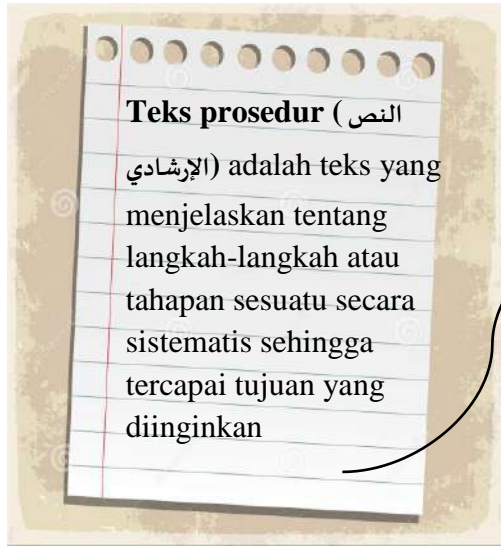 Teks prosedur (النص
الإرشادي) adalah teks yang
menjelaskan tentang
langkah-langkah atau
tahapan sesuatu secara
sistematis sehingga
tercapai tujuan yang
diinginkan